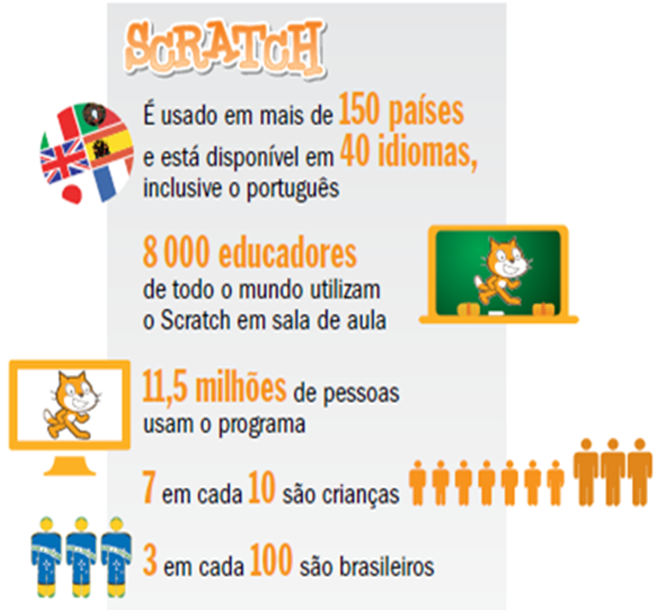 SCRATCH
É usado em mais de 150 países
e está disponível em 40 idiomas,
inclusive o português
8 000 educadores
de todo o mundo utilizam
o Scratch em sala de aula
11,5 milhões de pessoas
usam o programa
7 em cada 10 são crianças
3 em cada 100 são brasileiros